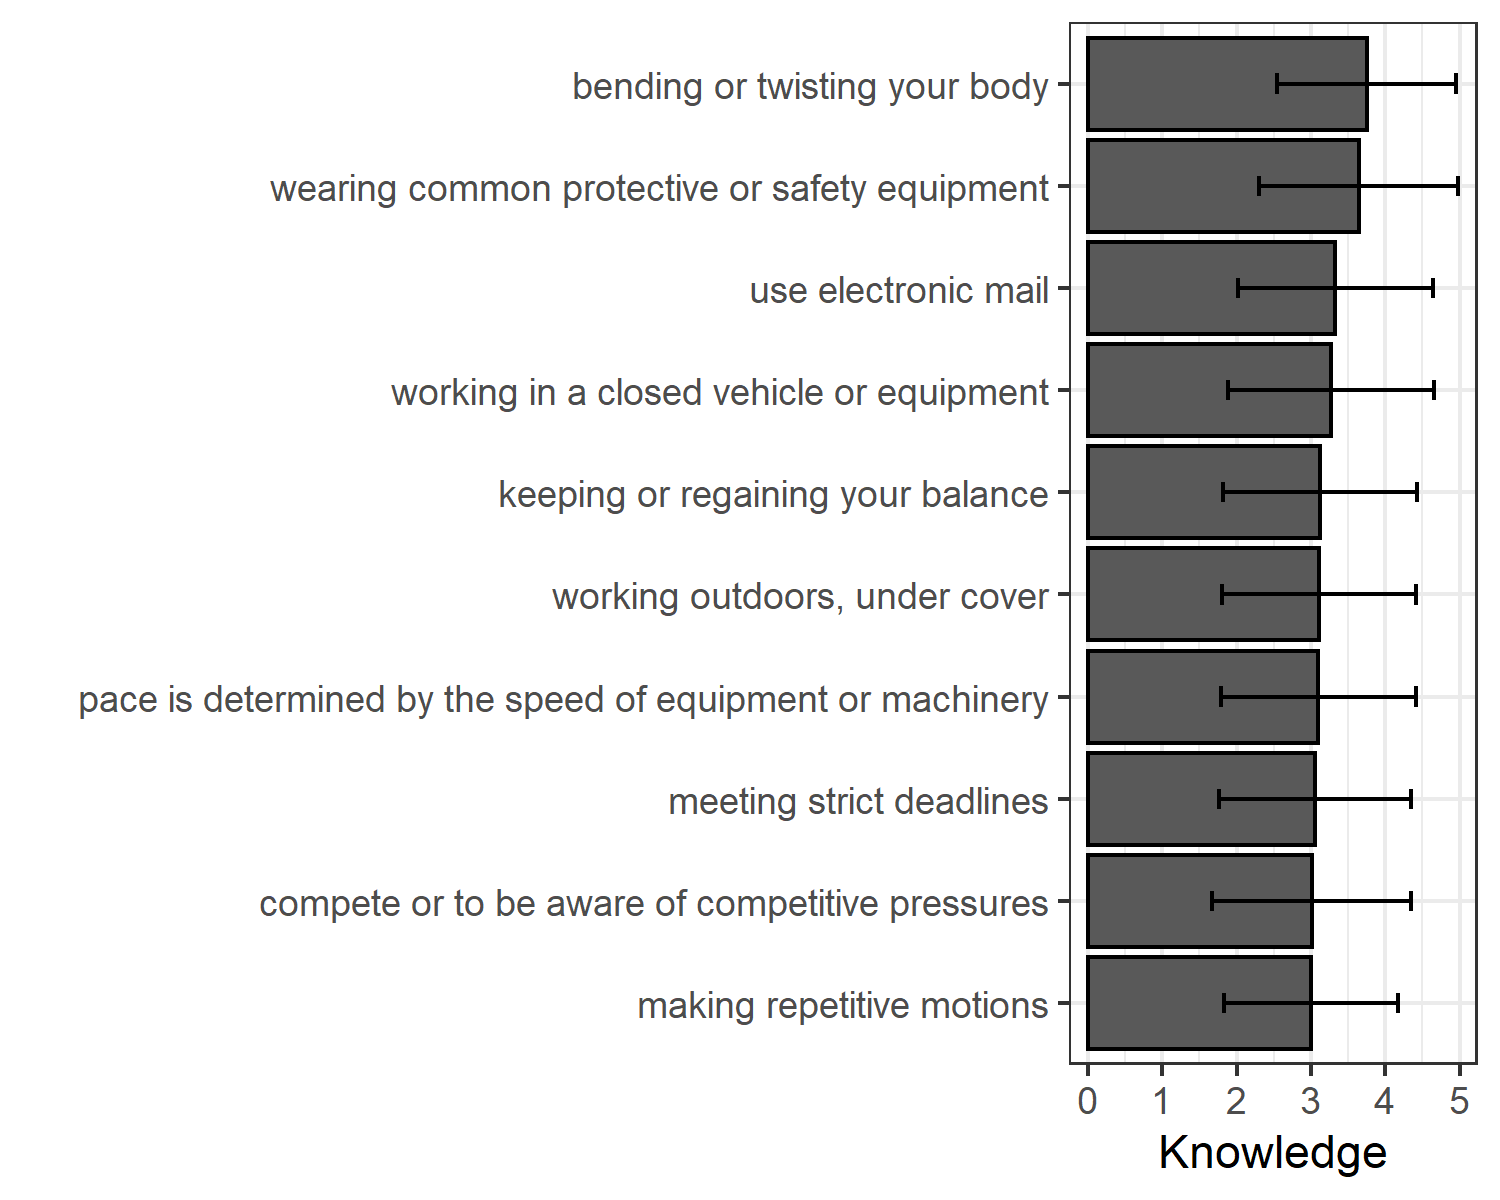 bending or twisting your body
wearing common protective or safety equipment
use electronic mail
working in a closed vehicle or equipment
keeping or regaining your balance
working outdoors, under cover
pace is determined by the speed of equipment or machinery
meeting strict deadlines
compete or to be aware of competitive pressures
making repetitive motions
0 1 2 3 4 5
Knowledge